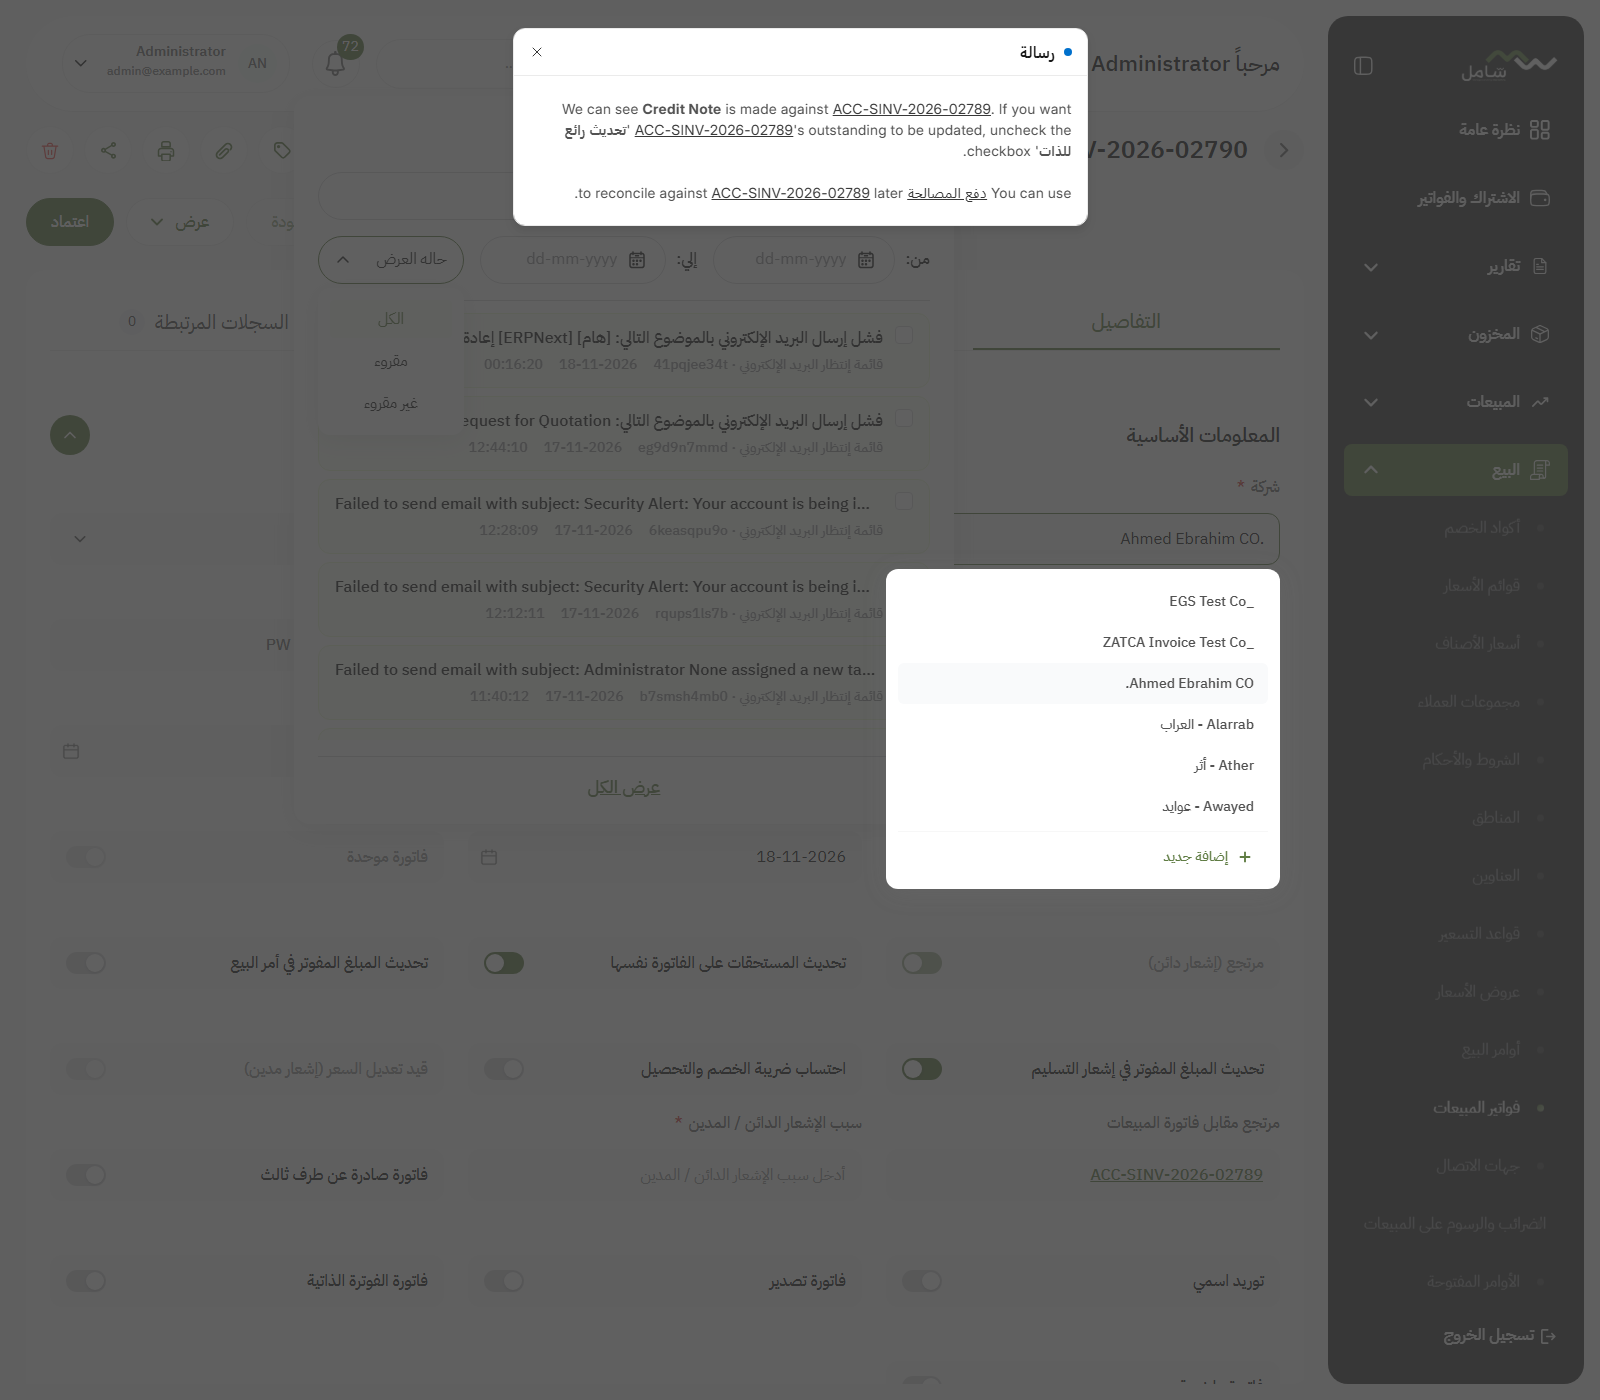 رسالة
We can see Credit Note is made against ACC-SINV-2026-02789. If you want
ACC-SINV-2026-02789's outstanding to be updated, uncheck the 'تحديث رائع
للذات' checkbox.
You can use دفع المصالحة later to reconcile against ACC-SINV-2026-02789.
مرحباً Administrator
72
Administrator
admin@example.com
AN
-2026-02790
اعتماد
عرض
ودة
شامل
نظرة عامة
الاشتراك والفواتير
تقارير
المخزون
المبيعات
البيع
أكواد الخصم
قوائم الأسعار
أسعار الأصناف
مجموعات العملاء
الشروط والأحكام
المناطق
العناوين
قواعد التسعير
عروض الأسعار
أوامر البيع
فواتير المبيعات
جهات الاتصال
الضرائب والرسوم على المبيعات
الأوامر المفتوحة
تسجيل الخروج
من:
dd-mm-yyyy
إلي:
dd-mm-yyyy
حاله العرض
الكل
مقروء
غير مقروء
فشل إرسال البريد الإلكتروني بالموضوع التالي: [هام] [ERPNext] إعادة
قائمة إنتظار البريد الإلكتروني · 41pqjee34t 18-11-2026 00:16:20
فشل إرسال البريد الإلكتروني بالموضوع التالي: equest for Quotation
قائمة إنتظار البريد الإلكتروني · eg9d9n7mmd 17-11-2026 12:44:10
Failed to send email with subject: Security Alert: Your account is being i...
قائمة إنتظار البريد الإلكتروني · 6keasqpu9o 17-11-2026 12:28:09
Failed to send email with subject: Security Alert: Your account is being i...
قائمة إنتظار البريد الإلكتروني · rqups1ls7b 17-11-2026 12:12:11
Failed to send email with subject: Administrator None assigned a new ta...
قائمة إنتظار البريد الإلكتروني · b7smsh4mb0 17-11-2026 11:40:12
عرض الكل
التفاصيل
السجلات المرتبطة 0
المعلومات الأساسية
شركة *
Ahmed Ebrahim CO.
PW
_EGS Test Co
_ZATCA Invoice Test Co
Ahmed Ebrahim CO.
Alarrab - العراب
Ather - أثر
Awayed - عوايد
إضافة جديد
18-11-2026
فاتورة موحدة
مرتجع (إشعار دائن)
تحديث المستحقات على الفاتورة نفسها
تحديث المبلغ المفوتر في أمر البيع
تحديث المبلغ المفوتر في إشعار التسليم
احتساب ضريبة الخصم والتحصيل
قيد تعديل السعر (إشعار مدين)
مرتجع مقابل فاتورة المبيعات
سبب الإشعار الدائن / المدين *
ACC-SINV-2026-02789
أدخل سبب الإشعار الدائن / المدين
فاتورة صادرة عن طرف ثالث
توريد اسمي
فاتورة تصدير
فاتورة الفوترة الذاتية